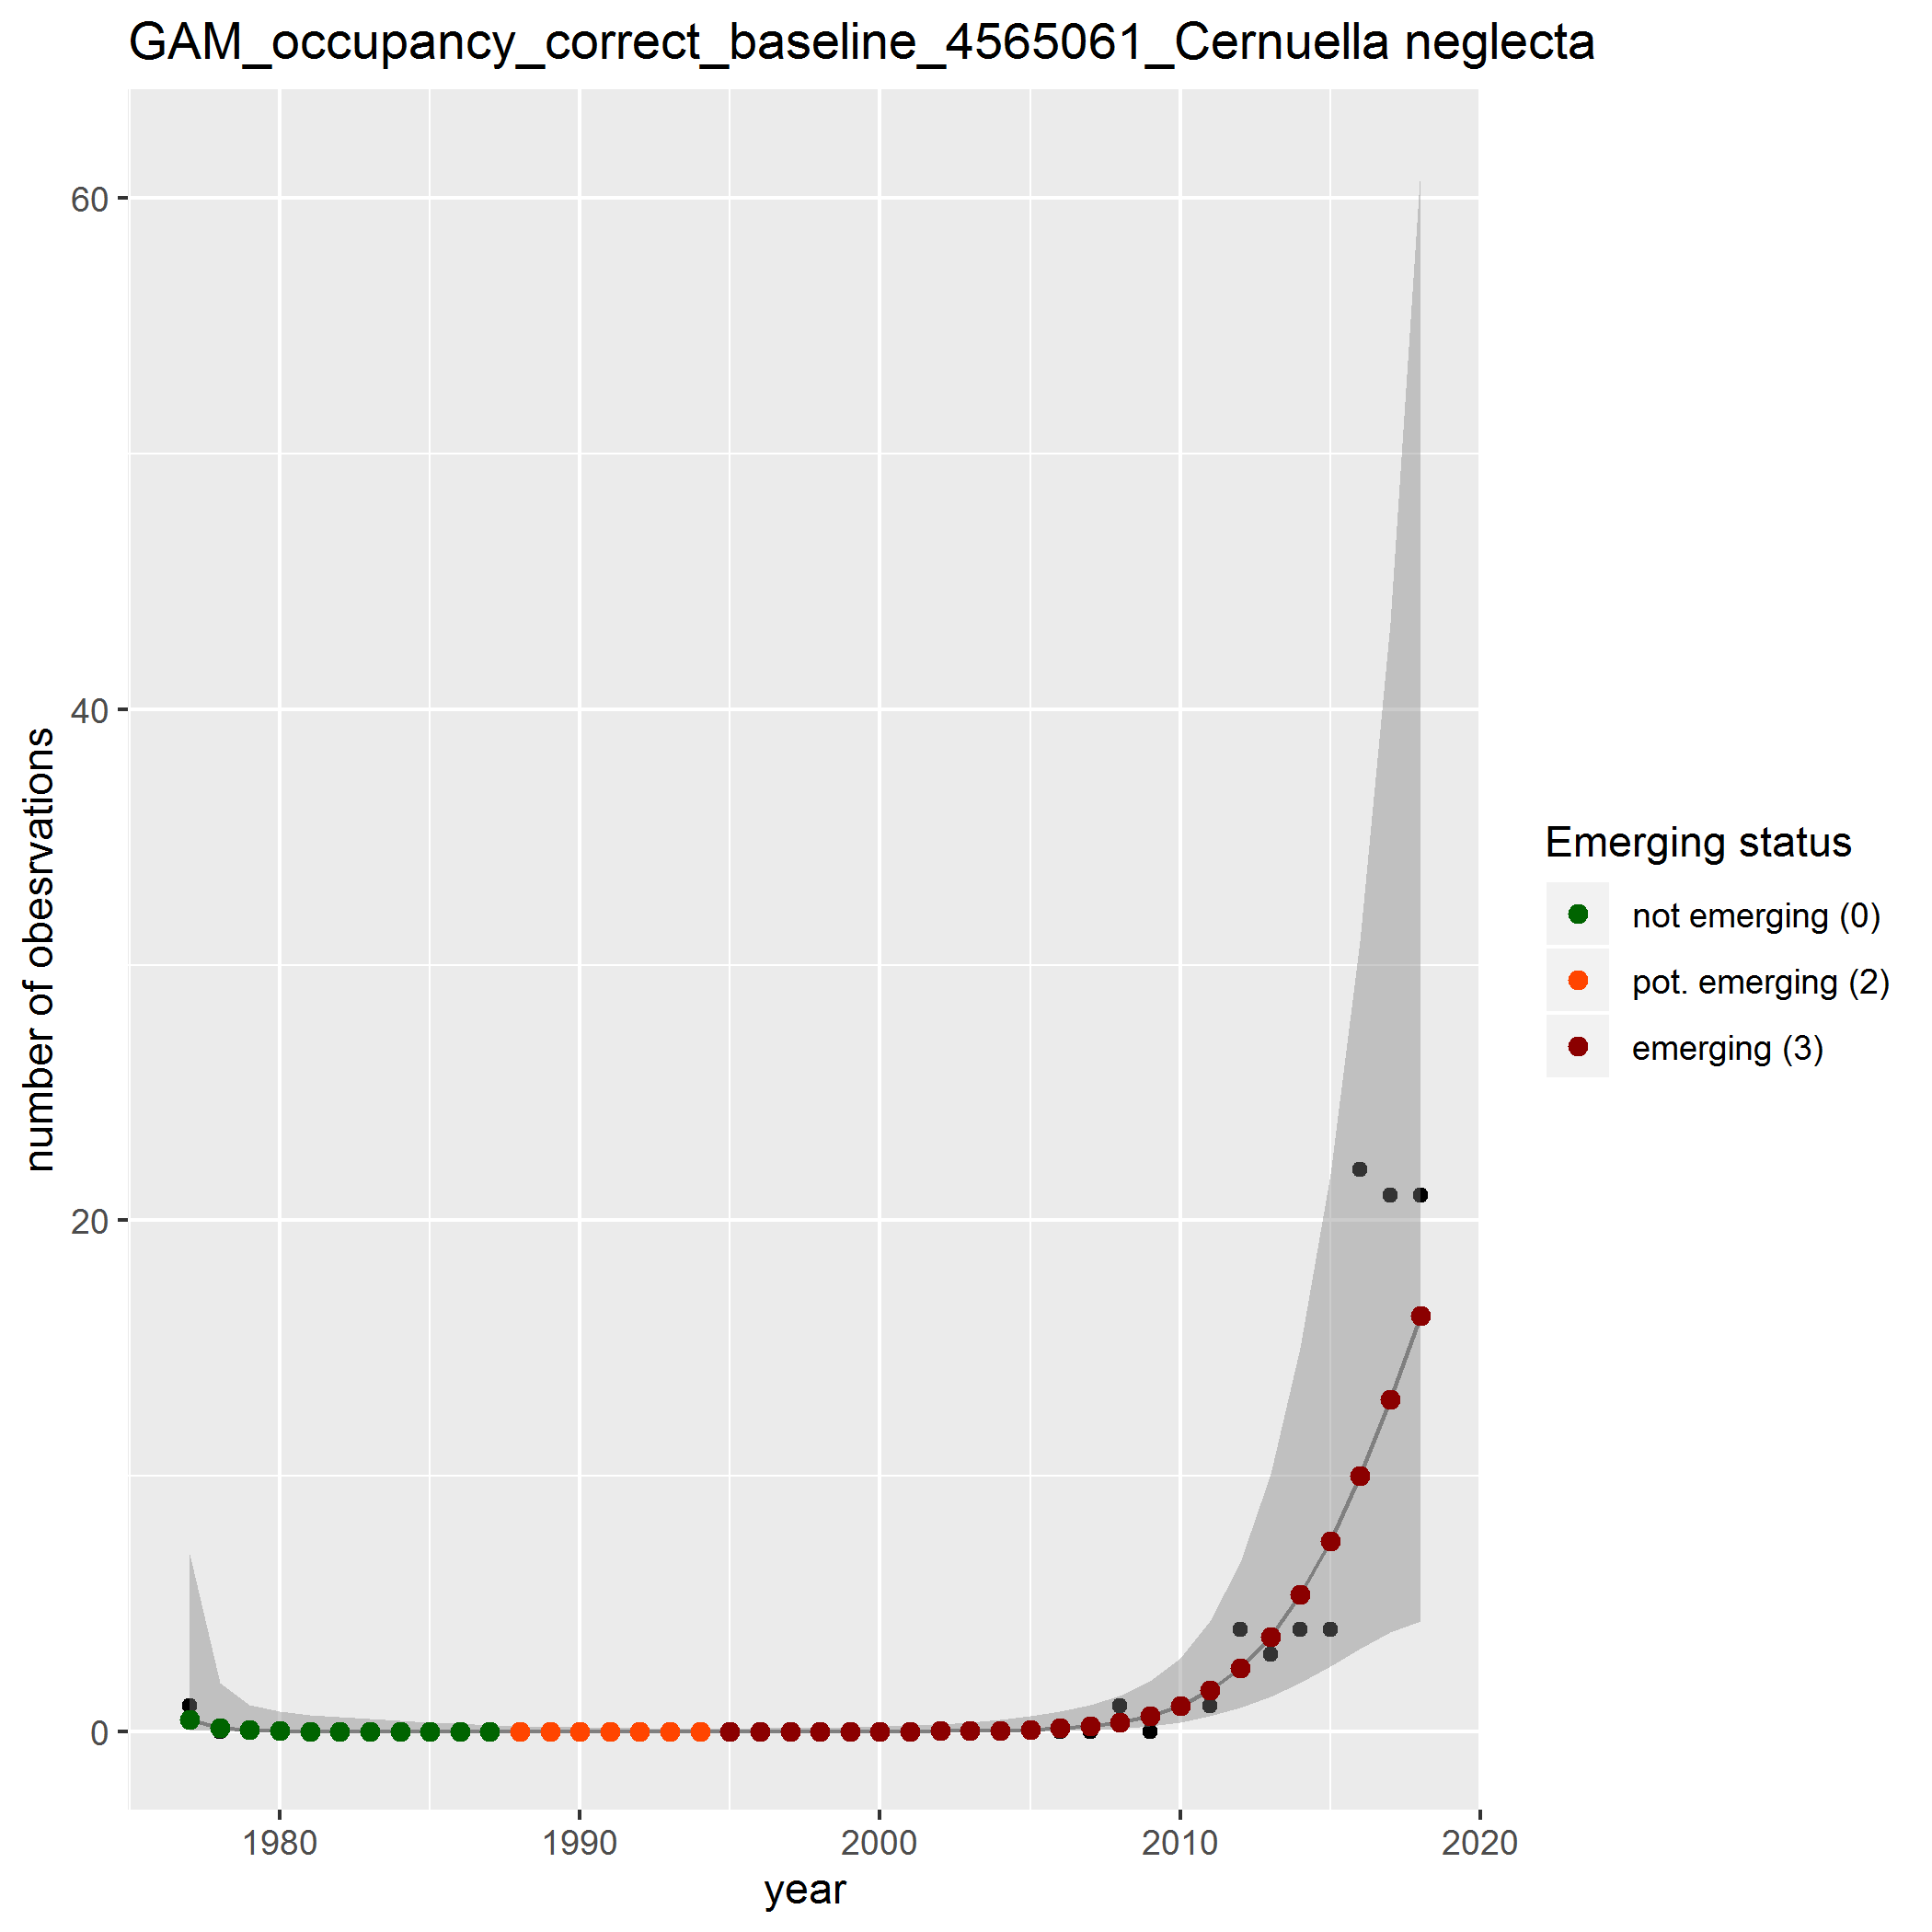 GAM_occupancy_correct_baseline_4565061_Cernuella neglecta
60
40
20
0
number of obesrvations
1980
1990
2000
2010
2020
year
Emerging status
not emerging (0)
pot. emerging (2)
emerging (3)